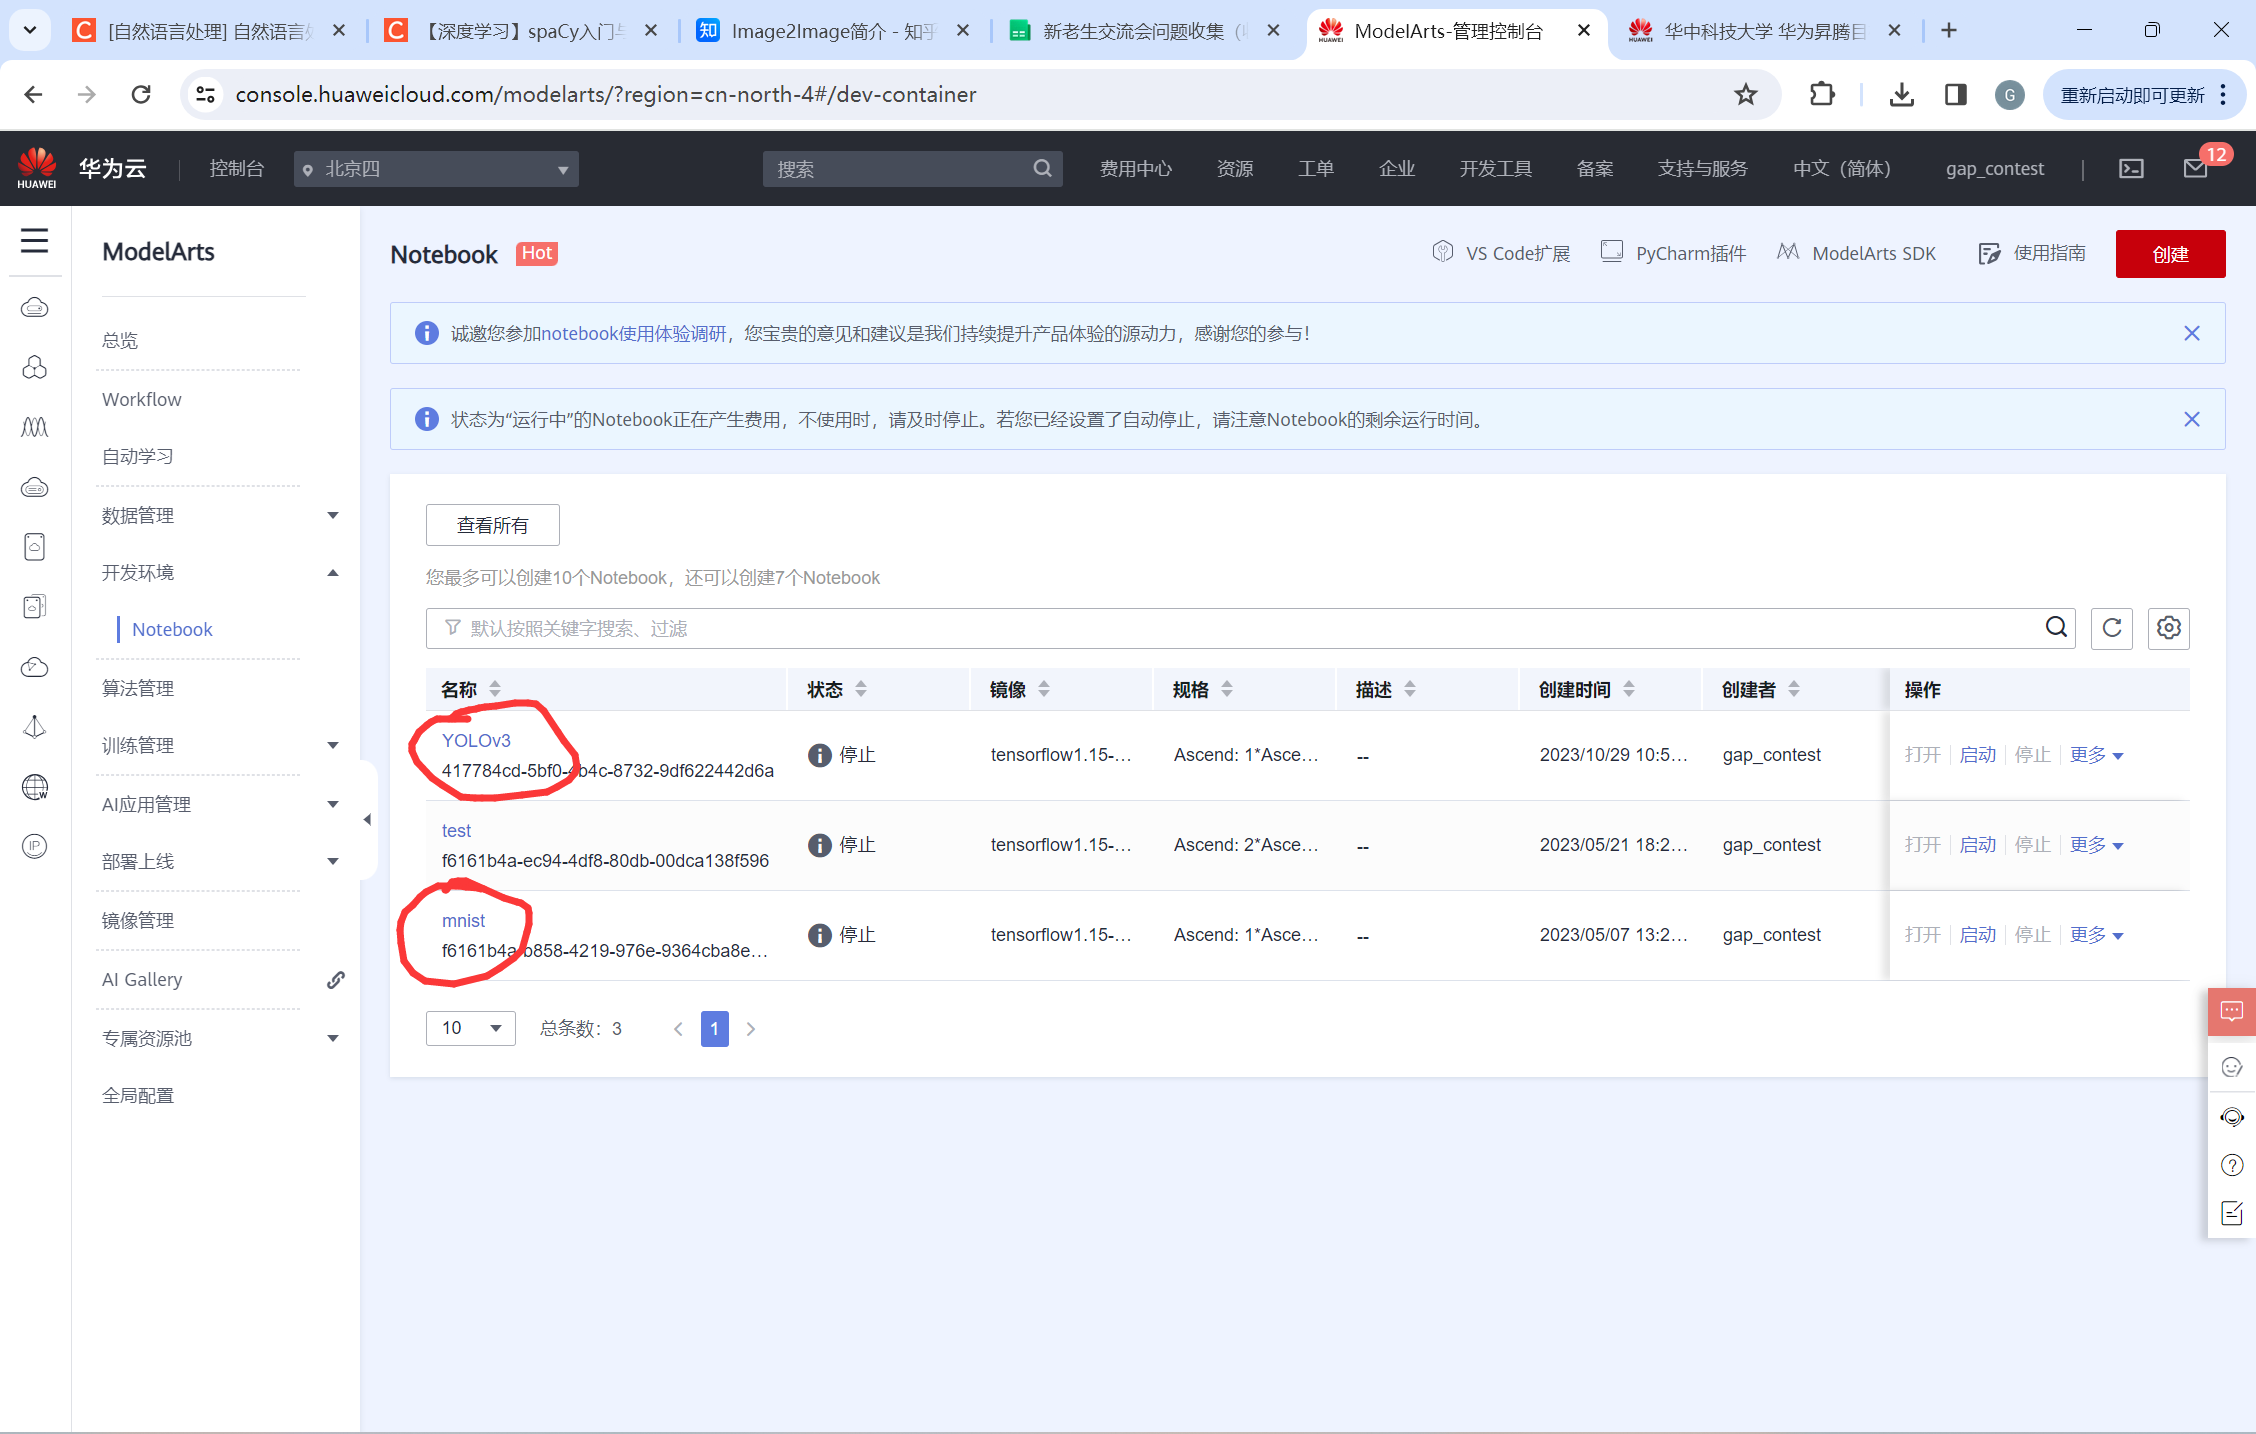 [自然语言处理] 自然语言处
【深度学习】spaCy入门与
Image2Image简介 - 知乎
新老生交流会问题收集（
ModelArts-管理控制台
华中科技大学 华为昇腾目
console.huaweicloud.com/modelarts/?region=cn-north-4#/dev-container
G
重新启动即可更新
HUAWEI
华为云
控制台
北京四
搜索
费用中心
资源
工单
企业
开发工具
备案
支持与服务
中文（简体）
gap_contest
12
ModelArts
总览
Workflow
自动学习
数据管理
开发环境
Notebook
算法管理
训练管理
AI应用管理
部署上线
镜像管理
AI Gallery
专属资源池
全局配置
Notebook
Hot
VS Code扩展
PyCharm插件
ModelArts SDK
使用指南
创建
诚邀您参加notebook使用体验调研，您宝贵的意见和建议是我们持续提升产品体验的源动力，感谢您的参与！
状态为“运行中”的Notebook正在产生费用，不使用时，请及时停止。若您已经设置了自动停止，请注意Notebook的剩余运行时间。
查看所有
您最多可以创建10个Notebook，还可以创建7个Notebook
默认按照关键字搜索、过滤
名称 状态 镜像 规格 描述 创建时间 创建者 操作
YOLOv3
417784cd-5bf0-4b4c-8732-9df622442d6a
停止 tensorflow1.15-... Ascend: 1*Asce... -- 2023/10/29 10:5... gap_contest 打开 启动 停止 更多
test
f6161b4a-ec94-4df8-80db-00dca138f596
停止 tensorflow1.15-... Ascend: 2*Asce... -- 2023/05/21 18:2... gap_contest 打开 启动 停止 更多
mnist
f6161b4a-b858-4219-976e-9364cba8e...
停止 tensorflow1.15-... Ascend: 1*Asce... -- 2023/05/07 13:2... gap_contest 打开 启动 停止 更多
10 总条数：3 1